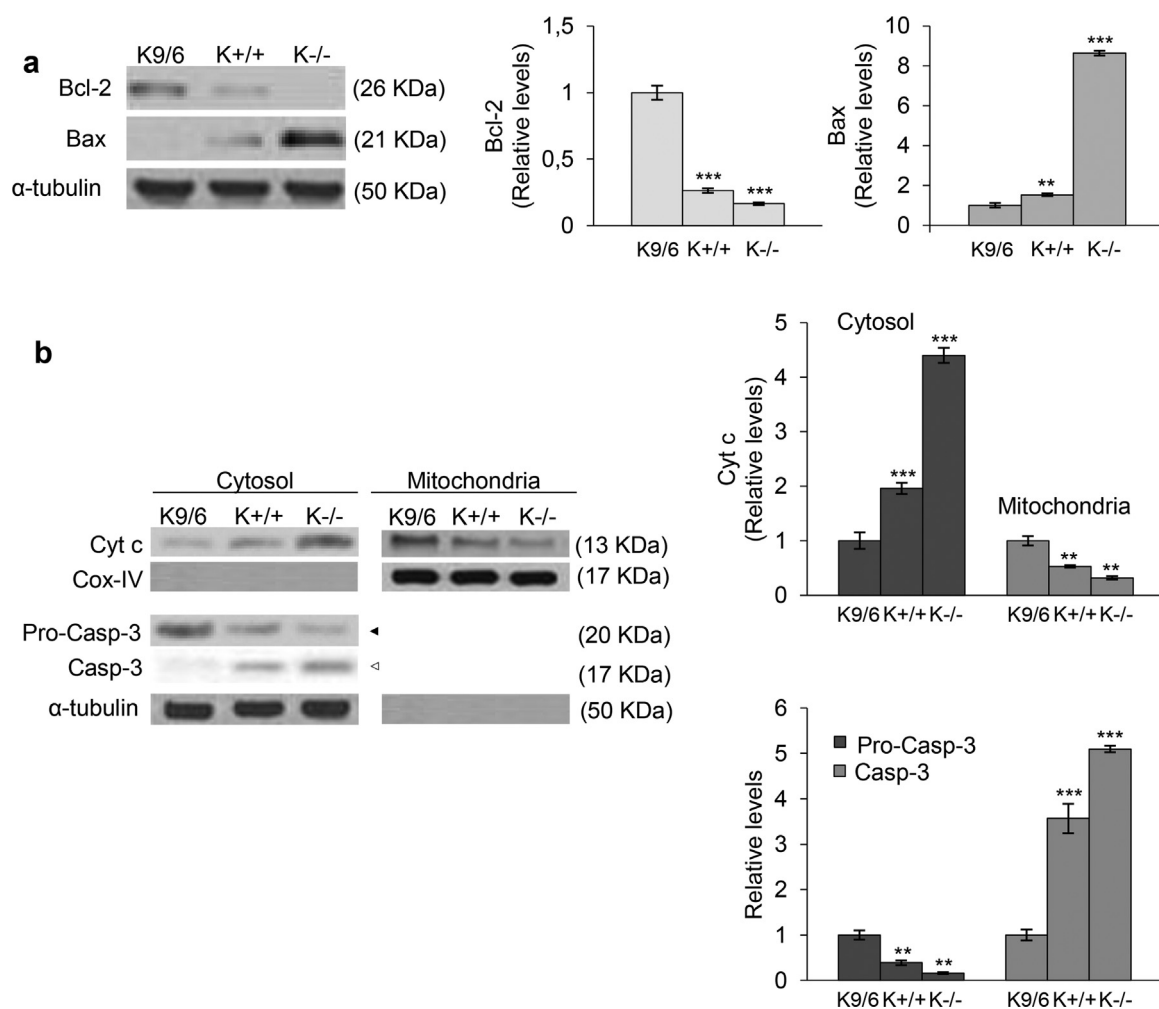 a
K9/6 K+/+ K-/-
Bcl-2 (26 KDa)
Bax (21 KDa)
α-tubulin (50 KDa)
Bcl-2
(Relative levels)
1,5
1
0,5
0
*** ***
K9/6 K+/+ K-/-
Bax
(Relative levels)
10
8
6
4
2
0
** ***
K9/6 K+/+ K-/-
b
Cytosol Mitochondria
K9/6 K+/+ K-/- K9/6 K+/+ K-/-
Cyt c (13 KDa)
Cox-IV (17 KDa)
Pro-Casp-3 (20 KDa)
Casp-3 (17 KDa)
α-tubulin (50 KDa)
Cyt c
(Relative levels)
5
4
3
2
1
0
Cytosol
*** ***
Mitochondria
** **
K9/6 K+/+ K-/- K9/6 K+/+ K-/-
Relative levels
6
5
4
3
2
1
0
Pro-Casp-3
Casp-3
** ** *** ***
K9/6 K+/+ K-/- K9/6 K+/+ K-/-